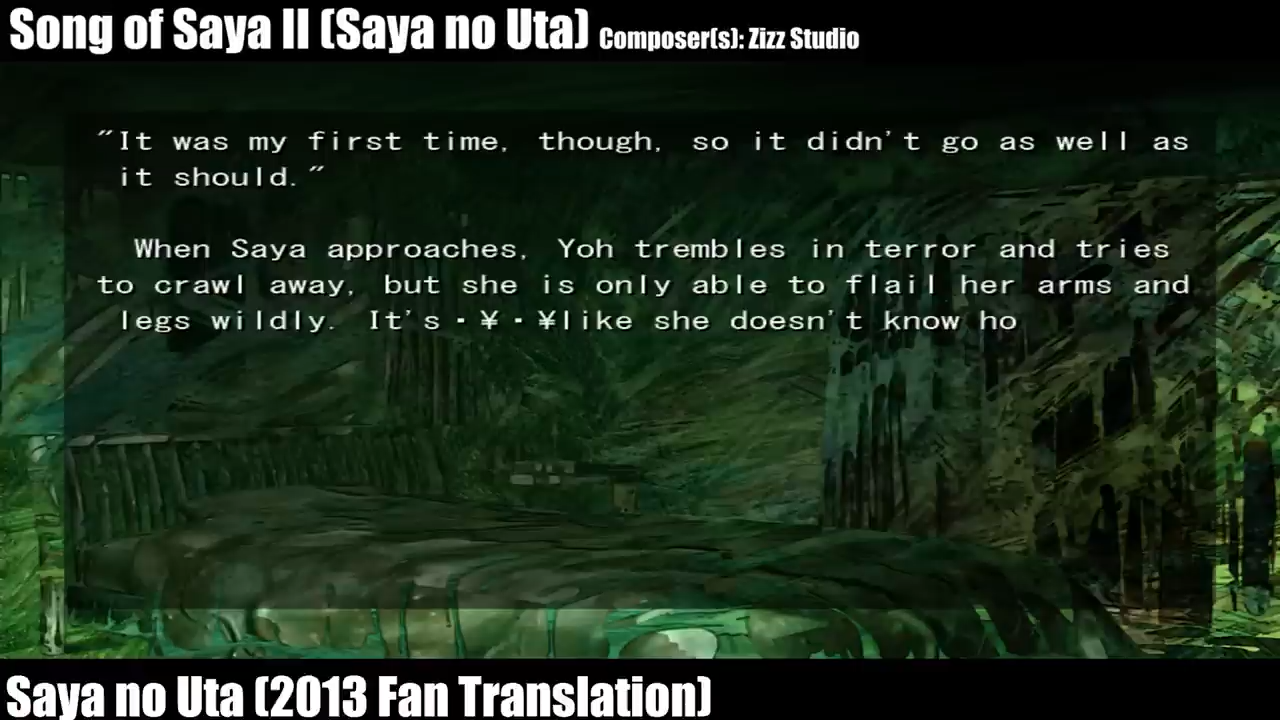 Song of Saya II (Saya no Uta) Composer(s): Zizz Studio
"It was my first time, though, so it didn't go as well as
it should."
When Saya approaches, Yoh trembles in terror and tries
to crawl away, but she is only able to flail her arms and
legs wildly. It's・¥・¥like she doesn't know ho
Saya no Uta (2013 Fan Translation)